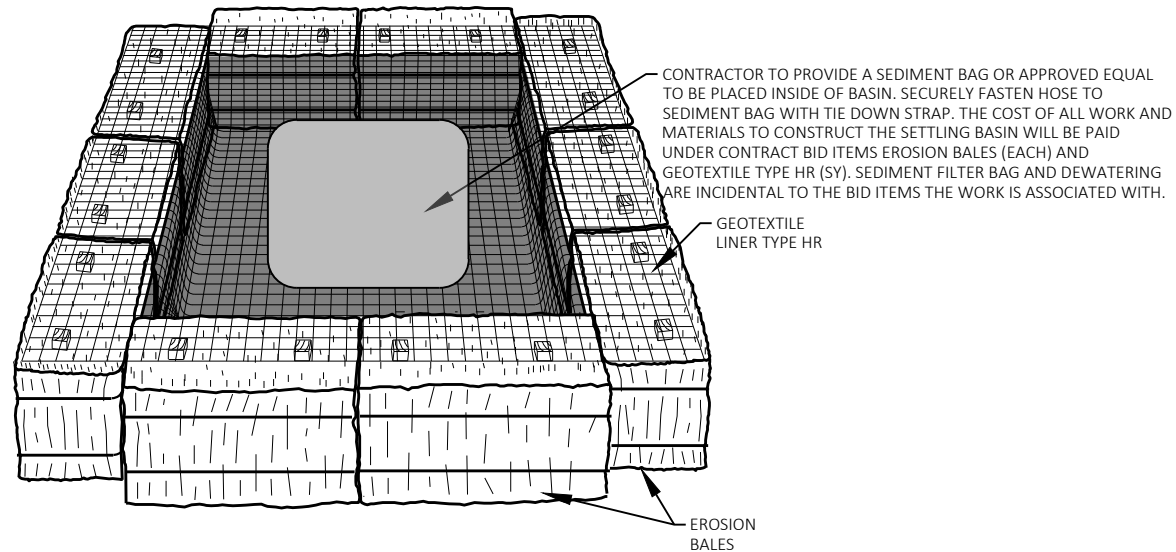 CONTRACTOR TO PROVIDE A SEDIMENT BAG OR APPROVED EQUAL
TO BE PLACED INSIDE OF BASIN. SECURELY FASTEN HOSE TO
SEDIMENT BAG WITH TIE DOWN STRAP. THE COST OF ALL WORK AND
MATERIALS TO CONSTRUCT THE SETTLING BASIN WILL BE PAID
UNDER CONTRACT BID ITEMS EROSION BALES (EACH) AND
GEOTEXTILE TYPE HR (SY). SEDIMENT FILTER BAG AND DEWATERING
ARE INCIDENTAL TO THE BID ITEMS THE WORK IS ASSOCIATED WITH.
GEOTEXTILE
LINER TYPE HR
EROSION
BALES